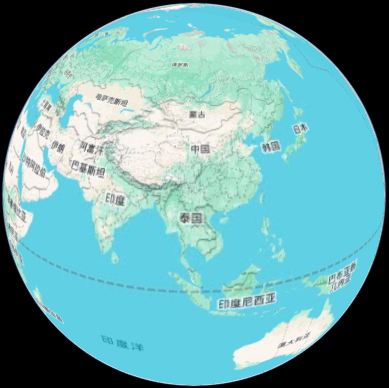 俄罗斯
哈萨克斯坦
蒙古
日本
韩国
中国
伊朗
阿富汗
巴基斯坦
印度
泰国
印度尼西亚
巴布亚新
几内亚
印度洋
澳大利亚